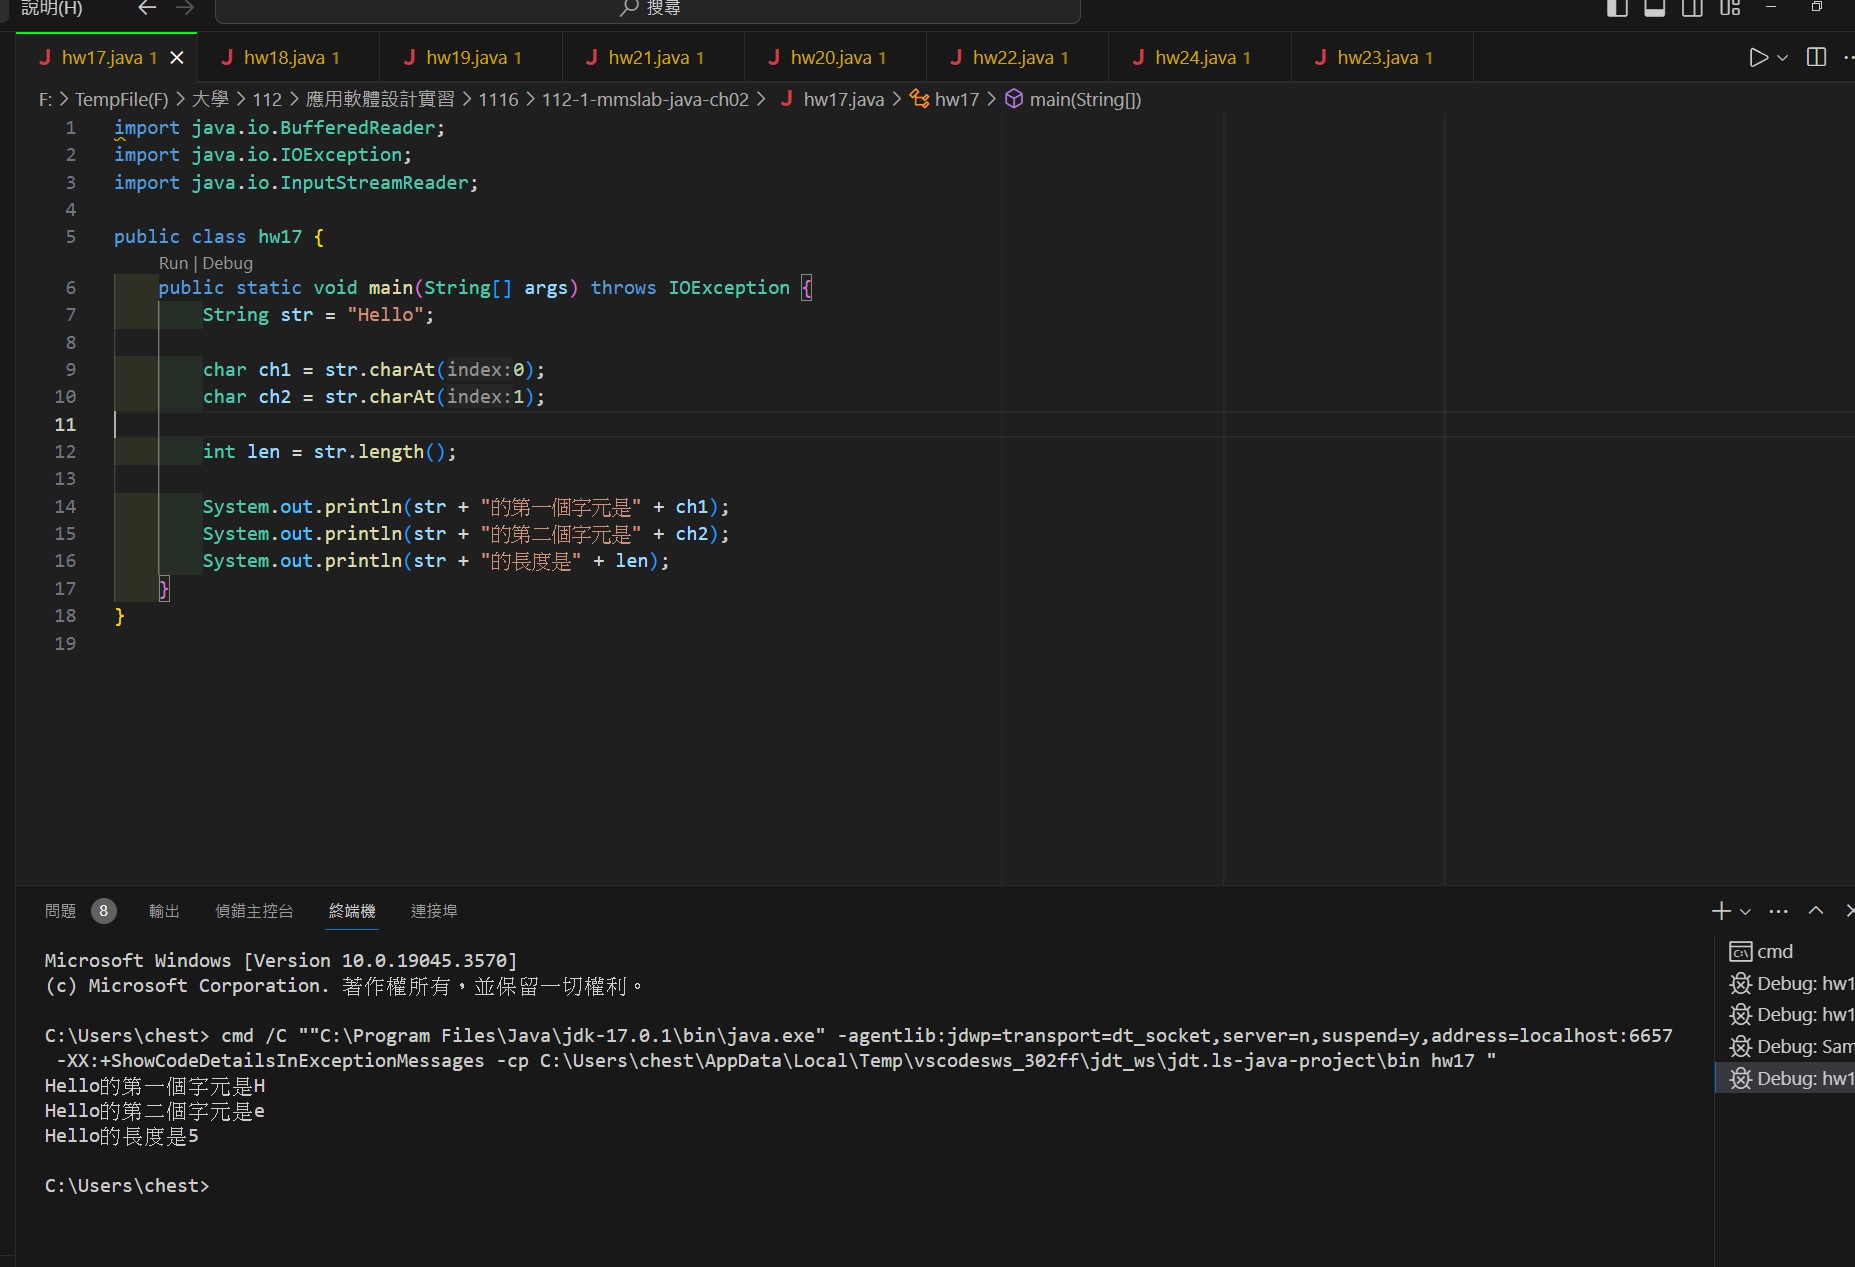 說明(H) 搜尋
hw17.java 1 hw18.java 1 hw19.java 1 hw21.java 1 hw20.java 1 hw22.java 1 hw24.java 1 hw23.java 1
F: > TempFile(F) > 大學 > 112 > 應用軟體設計實習 > 1116 > 112-1-mmslab-java-ch02 > hw17.java > hw17 > main(String[])
1 import java.io.BufferedReader;
2 import java.io.IOException;
3 import java.io.InputStreamReader;
4
5 public class hw17 {
Run | Debug
6 public static void main(String[] args) throws IOException {
7 String str = "Hello";
8
9 char ch1 = str.charAt(index:0);
10 char ch2 = str.charAt(index:1);
11
12 int len = str.length();
13
14 System.out.println(str + "的第一個字元是" + ch1);
15 System.out.println(str + "的第二個字元是" + ch2);
16 System.out.println(str + "的長度是" + len);
17 }
18 }
19
問題 8 輸出 偵錯主控台 終端機 連接埠
Microsoft Windows [Version 10.0.19045.3570]
(c) Microsoft Corporation. 著作權所有，並保留一切權利。
C:\Users\chest> cmd /C ""C:\Program Files\Java\jdk-17.0.1\bin\java.exe" -agentlib:jdwp=transport=dt_socket,server=n,suspend=y,address=localhost:6657
-XX:+ShowCodeDetailsInExceptionMessages -cp C:\Users\chest\AppData\Local\Temp\vscodesws_302ff\jdt_ws\jdt.ls-java-project\bin hw17 "
Hello的第一個字元是H
Hello的第二個字元是e
Hello的長度是5
C:\Users\chest>
cmd
Debug: hw1
Debug: hw1
Debug: Sam
Debug: hw1